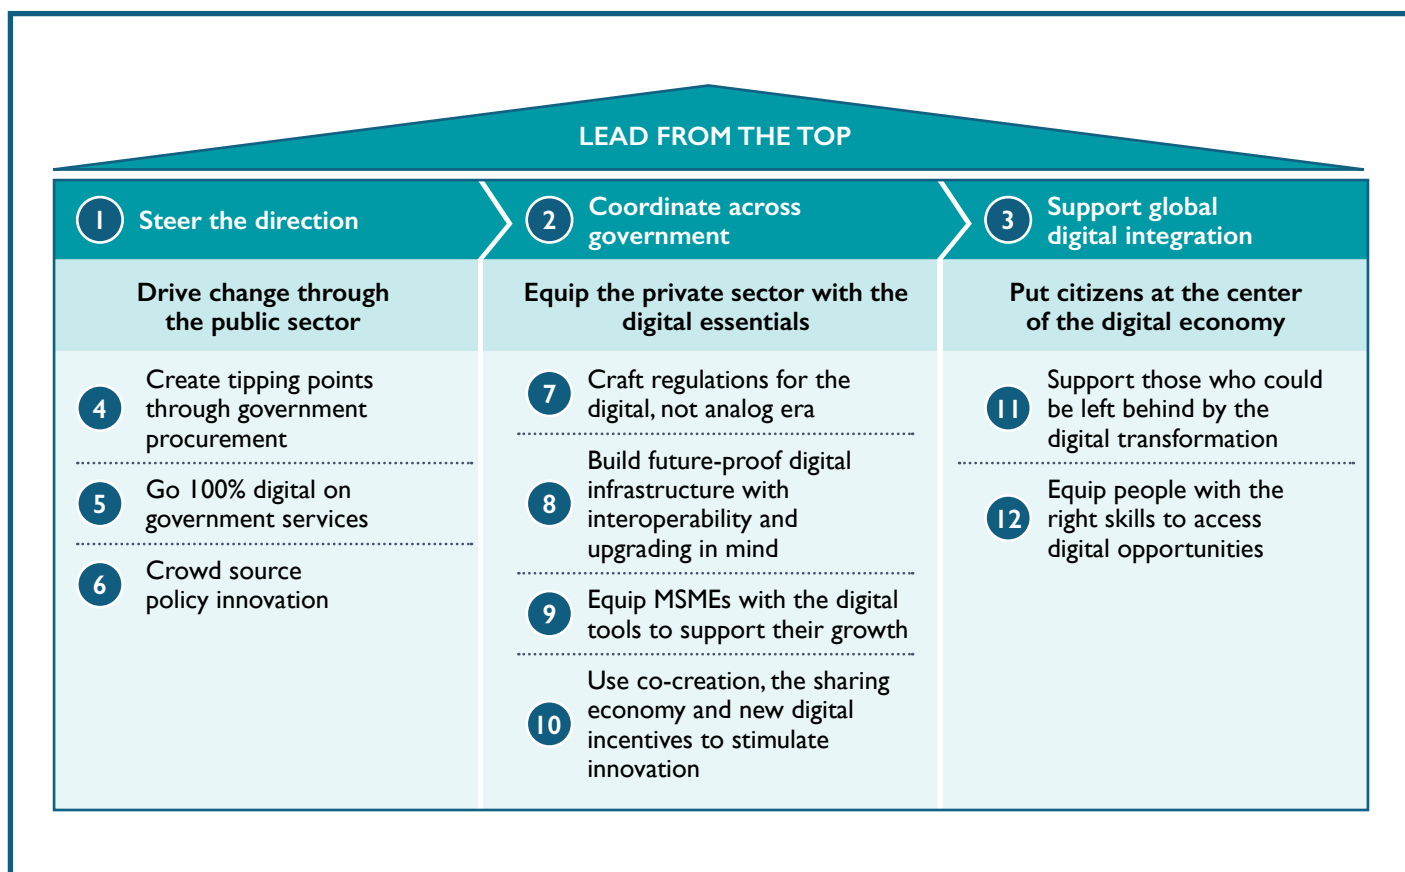 LEAD FROM THE TOP
1
Steer the direction
2
Coordinate across
government
3
Support global
digital integration
Drive change through
the public sector
4
Create tipping points
through government
procurement
5
Go 100% digital on
government services
6
Crowd source
policy innovation
Equip the private sector with the
digital essentials
7
Craft regulations for the
digital, not analog era
8
Build future-proof digital
infrastructure with
interoperability and
upgrading in mind
9
Equip MSMEs with the digital
tools to support their growth
10
Use co-creation, the sharing
economy and new digital
incentives to stimulate
innovation
Put citizens at the center
of the digital economy
11
Support those who could
be left behind by the
digital transformation
12
Equip people with the
right skills to access
digital opportunities